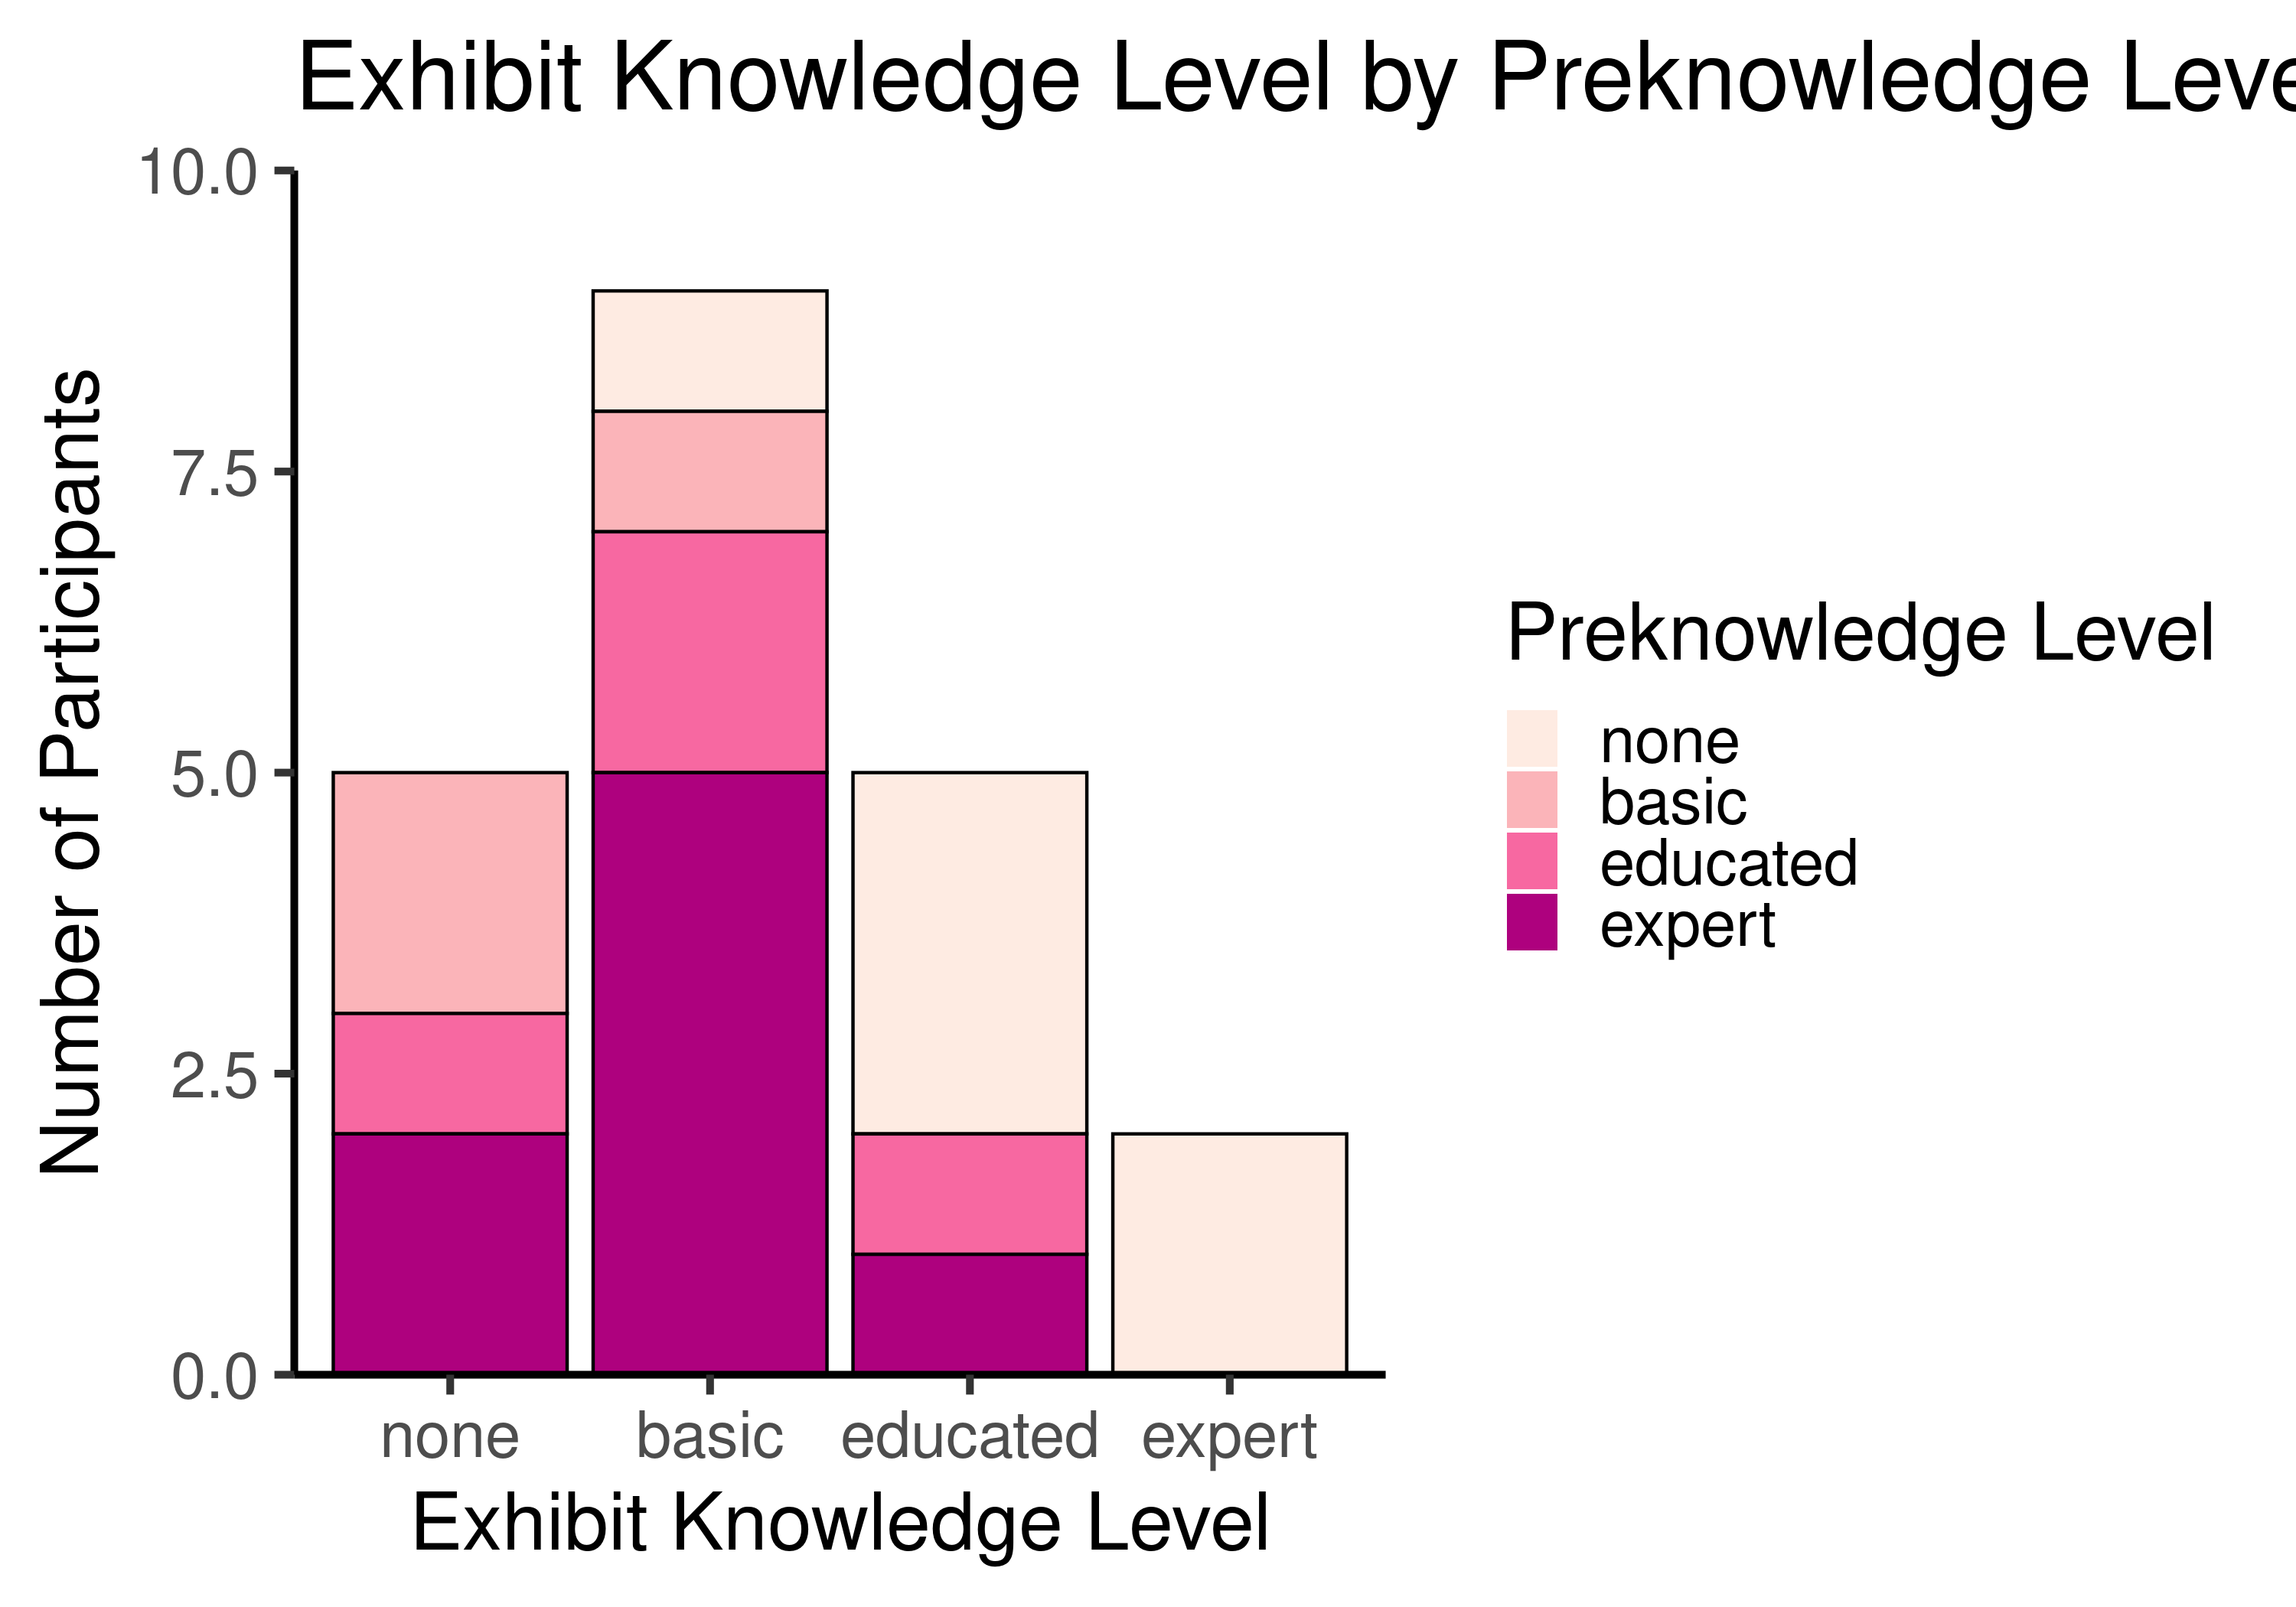 Exhibit Knowledge Level by Preknowledge Leve
Number of Participants
10.0
7.5
5.0
2.5
0.0
none
basic
educated
expert
Exhibit Knowledge Level
Preknowledge Level
none
basic
educated
expert